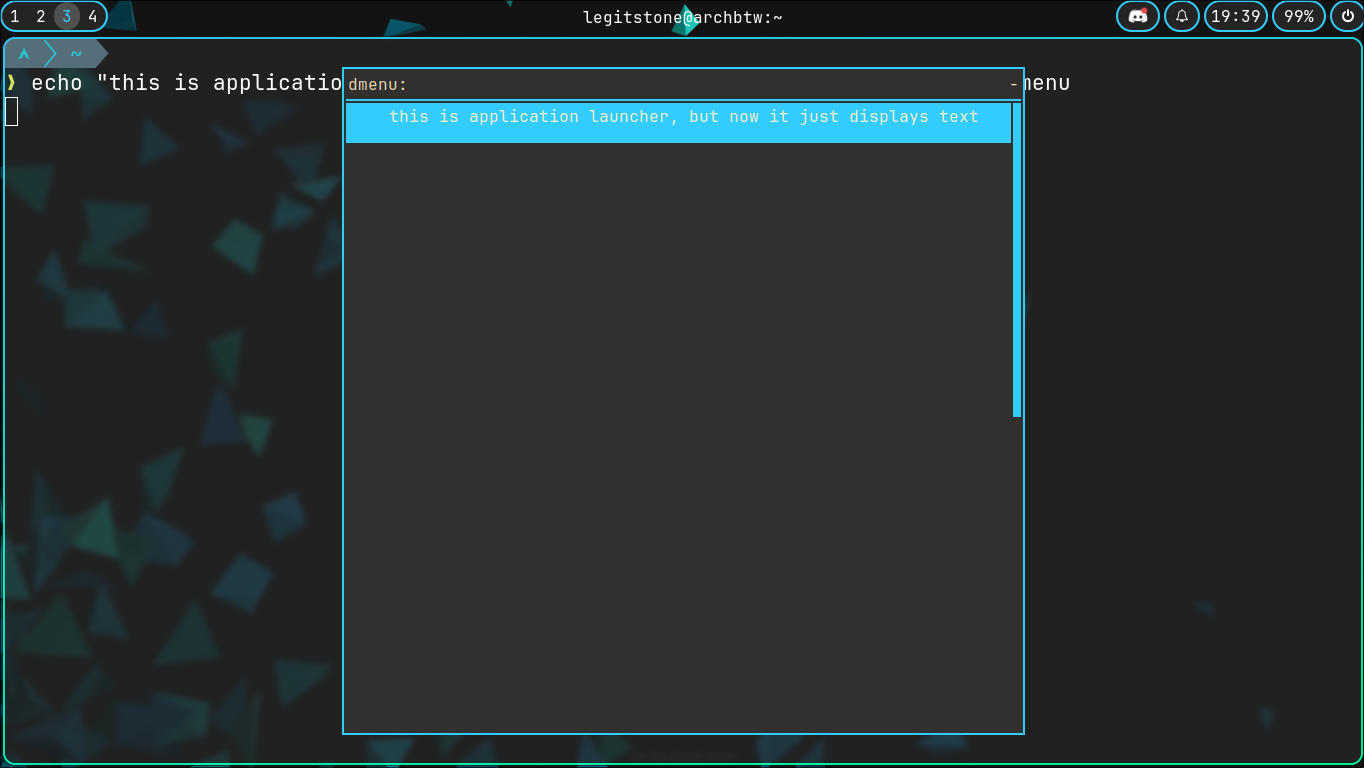 1 2 3 4
legitstone@archbtw:~
19:39 99%
~
echo "this is applicatio
menu
dmenu: -
this is application launcher, but now it just displays text